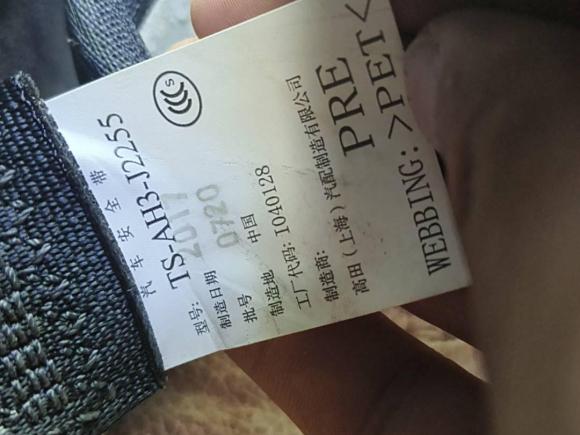 汽车安全带
型号: TS-AH3-J2255
制造日期 2017
批号 0720
制造地 中国
工厂代码: 1040128
制造商:
高田(上海)汽配制造有限公司
PRE
WEBBING: >PET<
CCC S